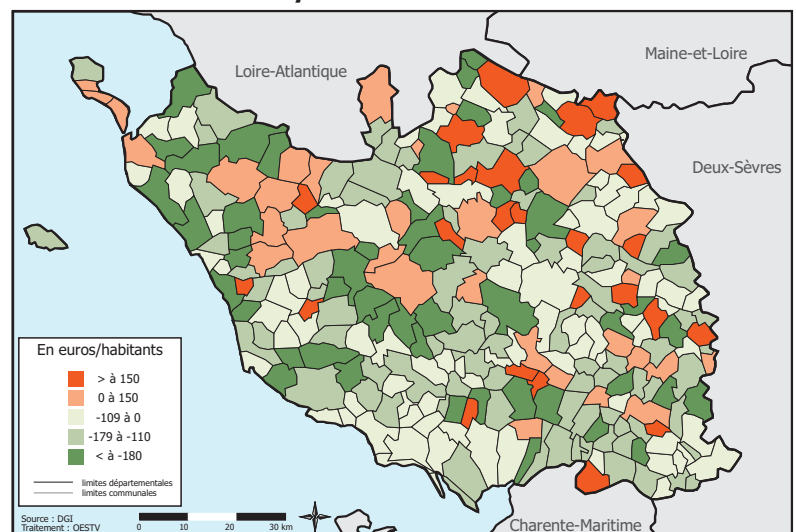 Loire-Atlantique
Maine-et-Loire
Deux-Sèvres
En euros/habitants
> à 150
0 à 150
-109 à 0
-179 à -110
< à -180
limites départementales
limites communales
Source : DGI
Traitement : OESTV
0 10 20 30 km
Charente-Maritime